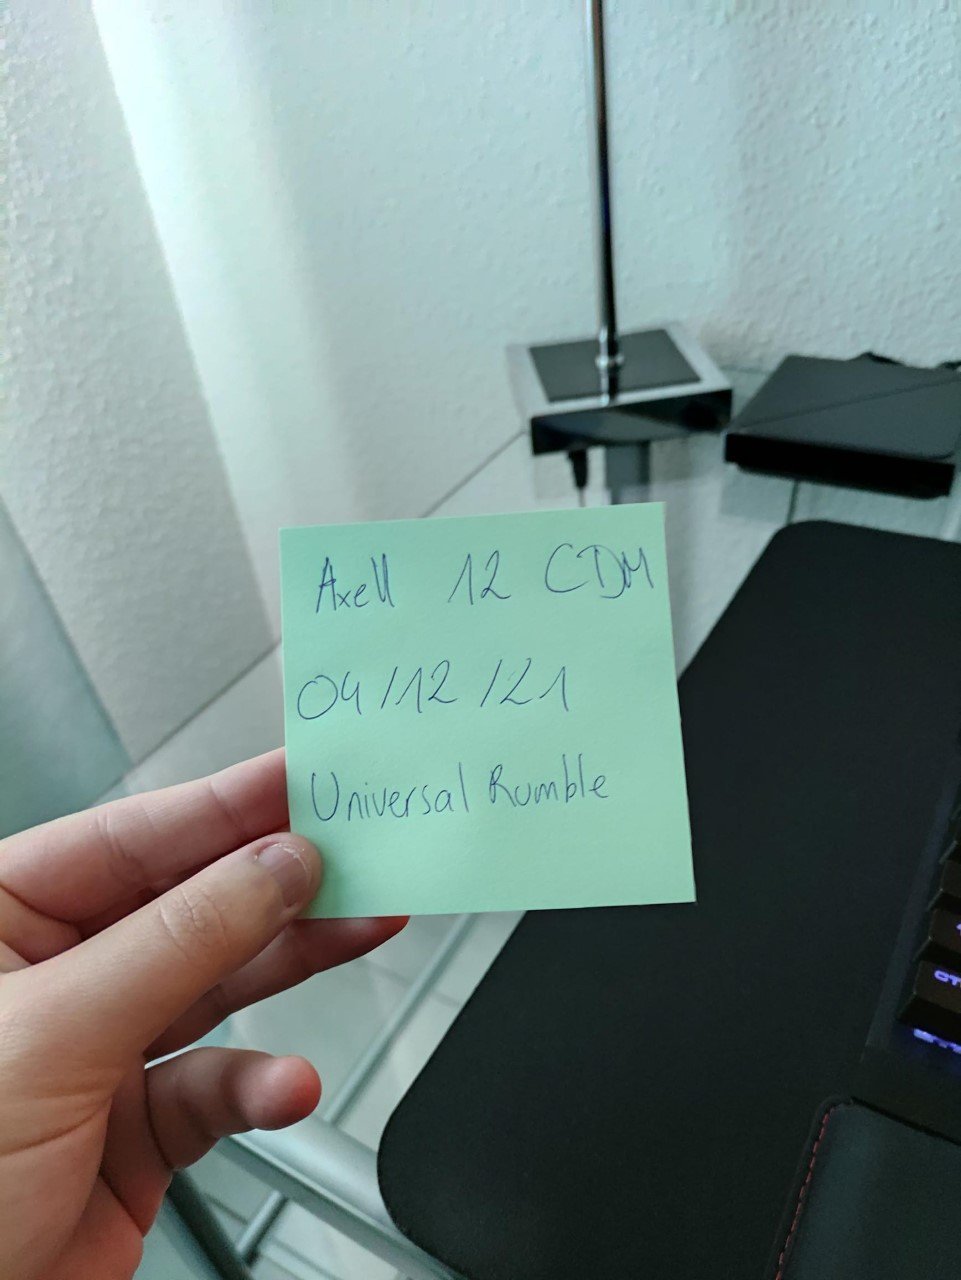 Axell 12 CDM
04/12/21
Universal Rumble